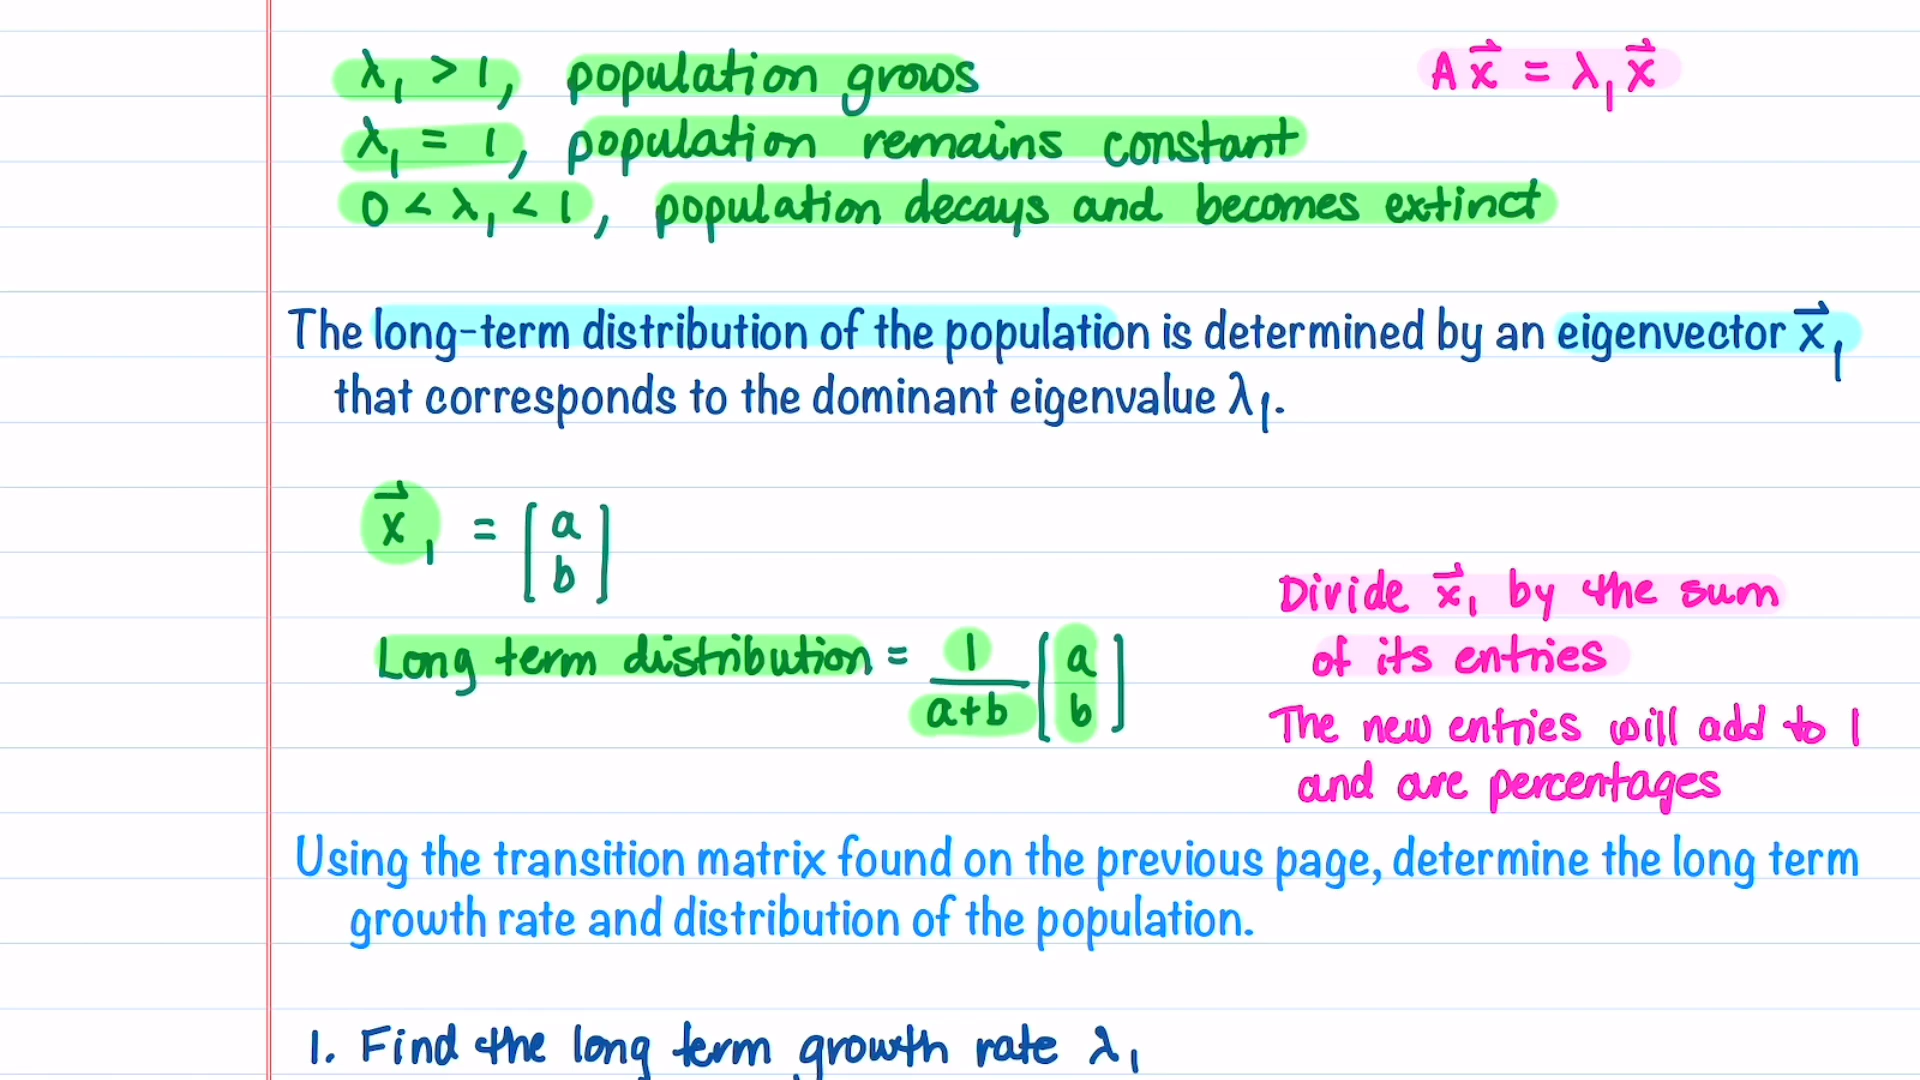 λ₁ > 1, population grows
A x⃗ = λ₁ x⃗
λ₁ = 1, population remains constant
0 < λ₁ < 1, population decays and becomes extinct
The long-term distribution of the population is determined by an eigenvector x⃗₁
that corresponds to the dominant eigenvalue λ₁.
x⃗₁ = [a b]
Long term distribution = 1/(a+b) [a b]
Divide x⃗₁ by the sum
of its entries
The new entries will add to 1
and are percentages
Using the transition matrix found on the previous page, determine the long term
growth rate and distribution of the population.
1. Find the long term growth rate λ₁